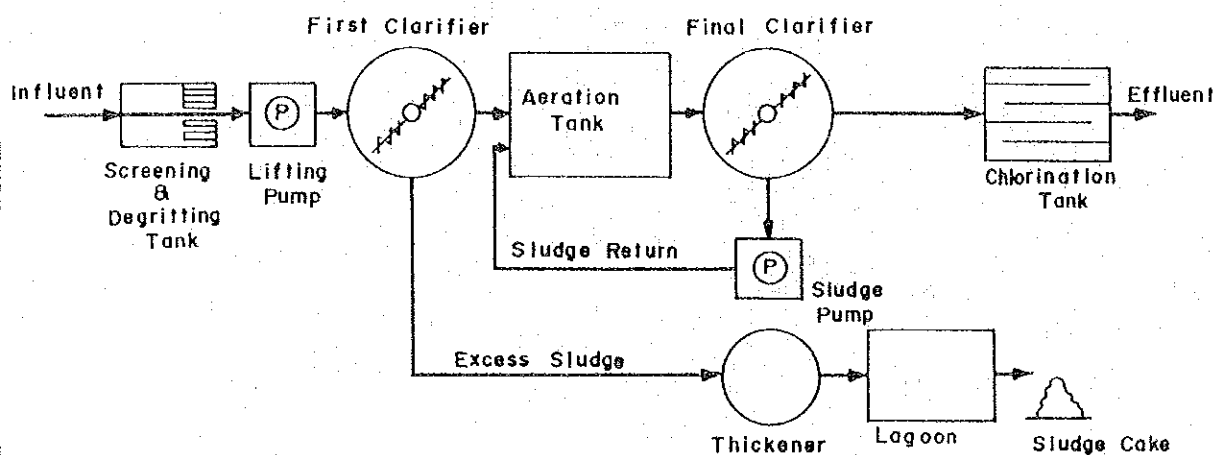 First Clarifier
Final Clarifier
Influent
Aeration
Tank
Effluent
P
Screening
&
Degritting
Tank
Lifting
Pump
Chlorination
Tank
Sludge Return
P
Sludge
Pump
Excess Sludge
Thickener
Lagoon
Sludge Cake